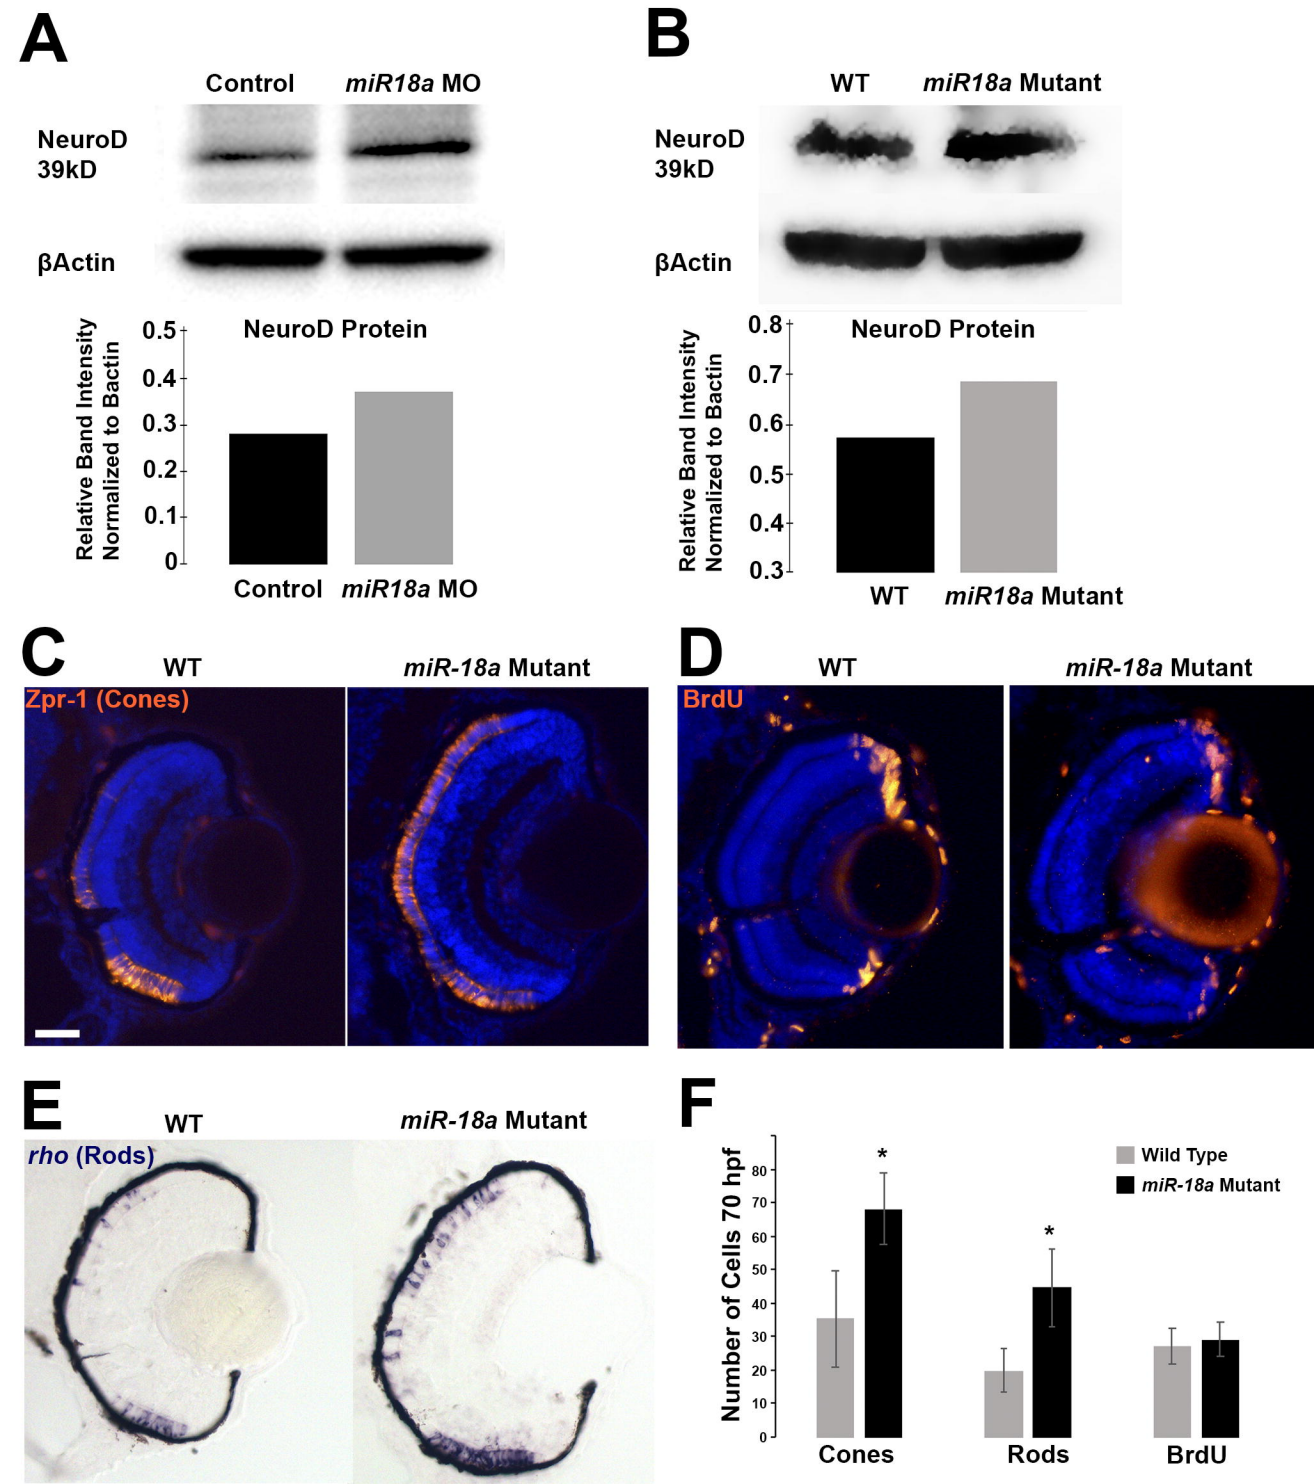 A
Control miR18a MO
NeuroD
39kD
βActin
NeuroD Protein
Relative Band Intensity
Normalized to Bactin
0.5
0.4
0.3
0.2
0.1
0
Control miR18a MO
B
WT miR18a Mutant
NeuroD
39kD
βActin
NeuroD Protein
Relative Band Intensity
Normalized to Bactin
0.8
0.7
0.6
0.5
0.4
0.3
WT miR18a Mutant
C
WT miR-18a Mutant
Zpr-1 (Cones)
D
WT miR-18a Mutant
BrdU
E
WT miR-18a Mutant
rho (Rods)
F
Number of Cells 70 hpf
80
70
60
50
40
30
20
10
0
* *
Wild Type
miR-18a Mutant
Cones Rods BrdU